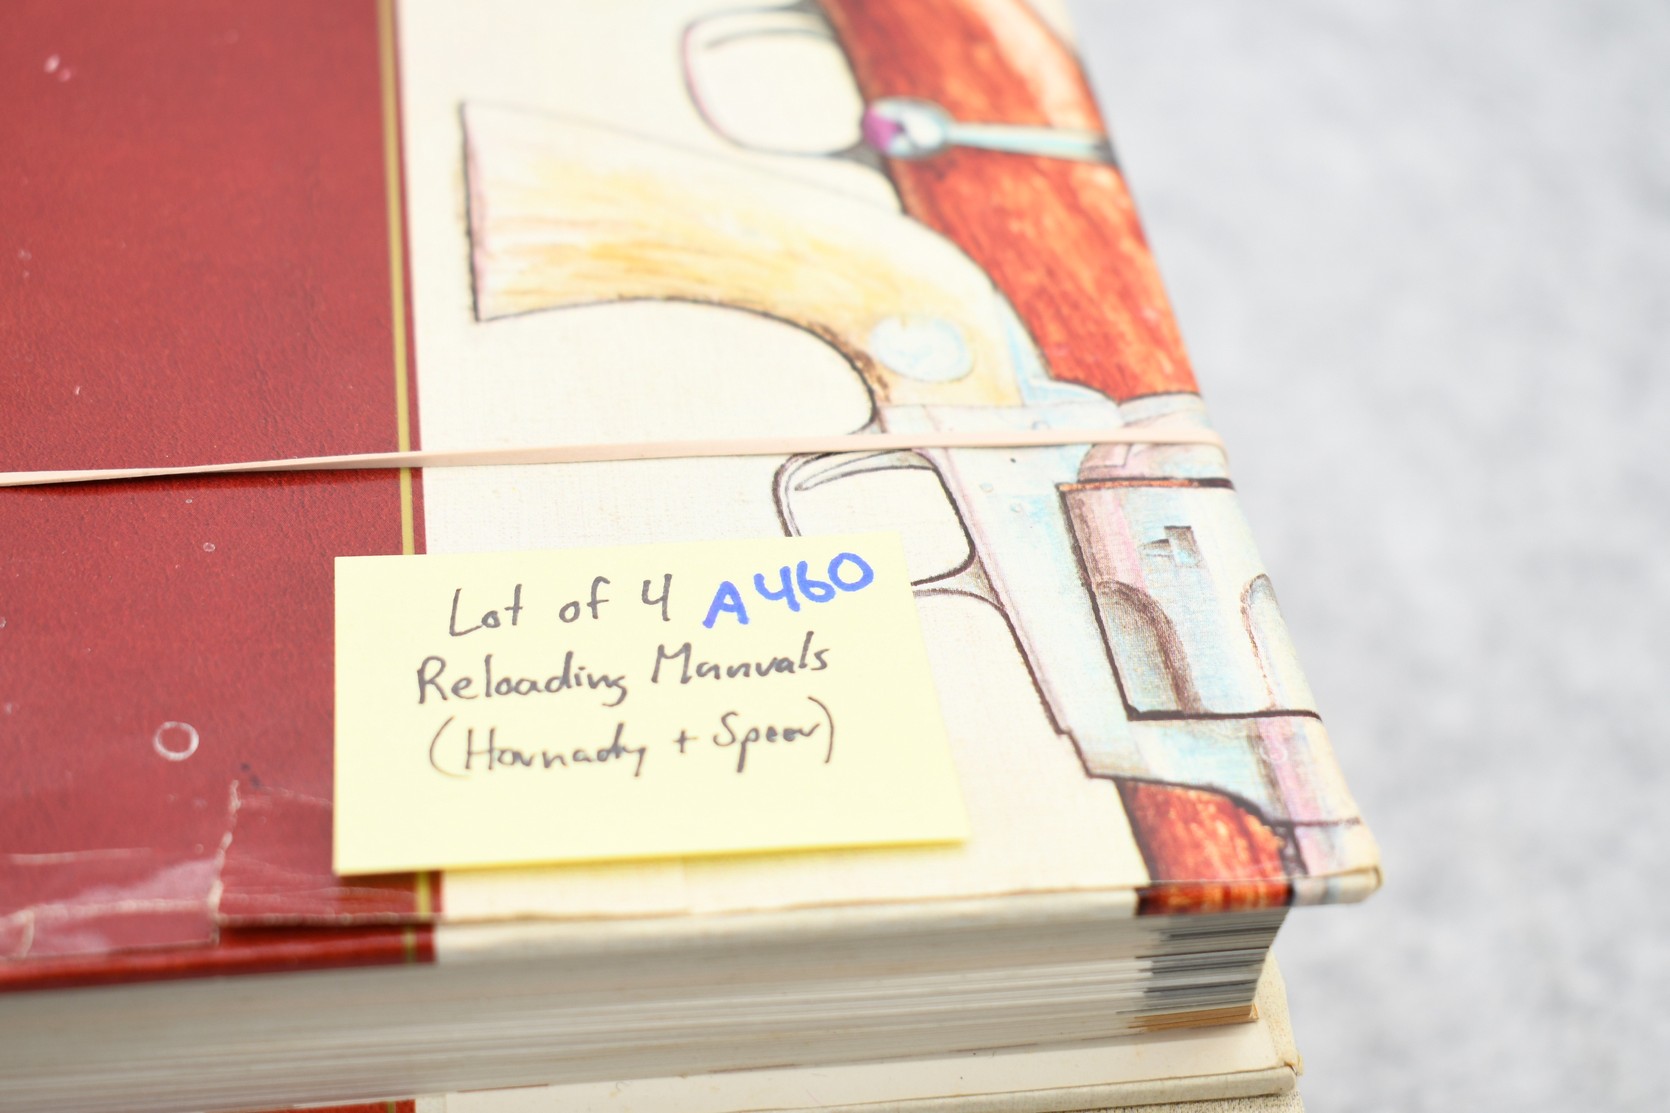 Lot of 4 A460
Reloading Manuals
(Hornady + Speer)